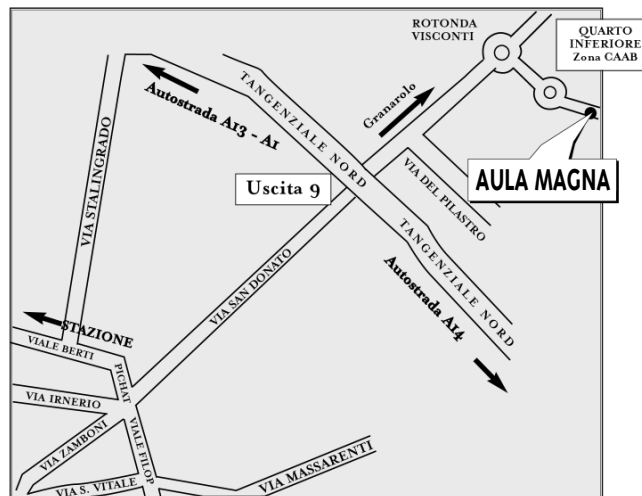 ROTONDA
VISCONTI
QUARTO
INFERIORE
Zona CAAB
Autostrada A13 - A1
TANGENZIALE NORD
Granarolo
AULA MAGNA
Uscita 9
VIA DEL PILASTRO
VIA STALINGRADO
TANGENZIALE NORD
VIA SAN DONATO
Autostrada A14
STAZIONE
VIALE BERTI
PICHAT
VIA IRNERIO
VIALE FILOP
VIA ZAMBONI
VIA MASSARENTI
VIA S. VITALE